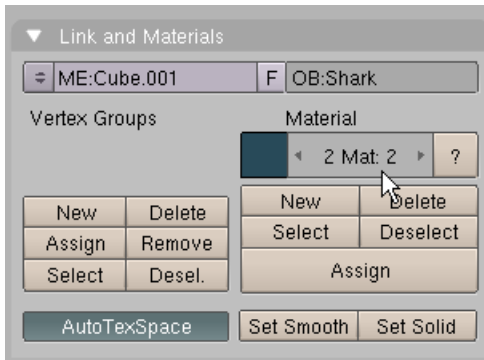 Link and Materials
ME:Cube.001 F OB:Shark
Vertex Groups Material
2 Mat: 2 ?
New Delete New Delete
Assign Remove Select Deselect
Select Desel. Assign
AutoTexSpace Set Smooth Set Solid